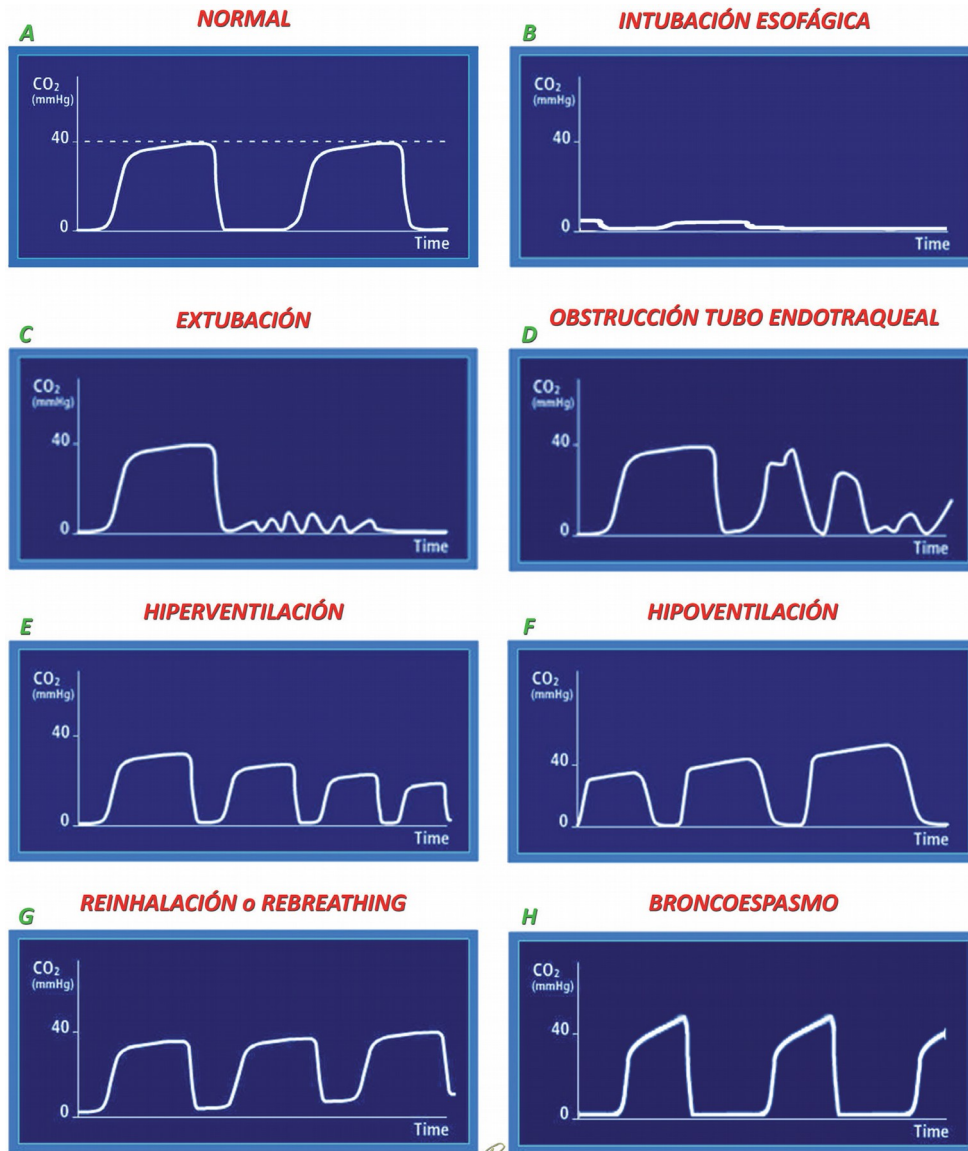 A NORMAL
CO₂
(mmHg)
40
0
Time
B INTUBACIÓN ESOFÁGICA
CO₂
(mmHg)
40
0
Time
C EXTUBACIÓN
CO₂
(mmHg)
40
0
Time
D OBSTRUCCIÓN TUBO ENDOTRAQUEAL
CO₂
(mmHg)
40
0
Time
E HIPERVENTILACIÓN
CO₂
(mmHg)
40
0
Time
F HIPOVENTILACIÓN
CO₂
(mmHg)
40
0
Time
G REINHALACIÓN o REBREATHING
CO₂
(mmHg)
40
0
Time
H BRONCOESPASMO
CO₂
(mmHg)
40
0
Time